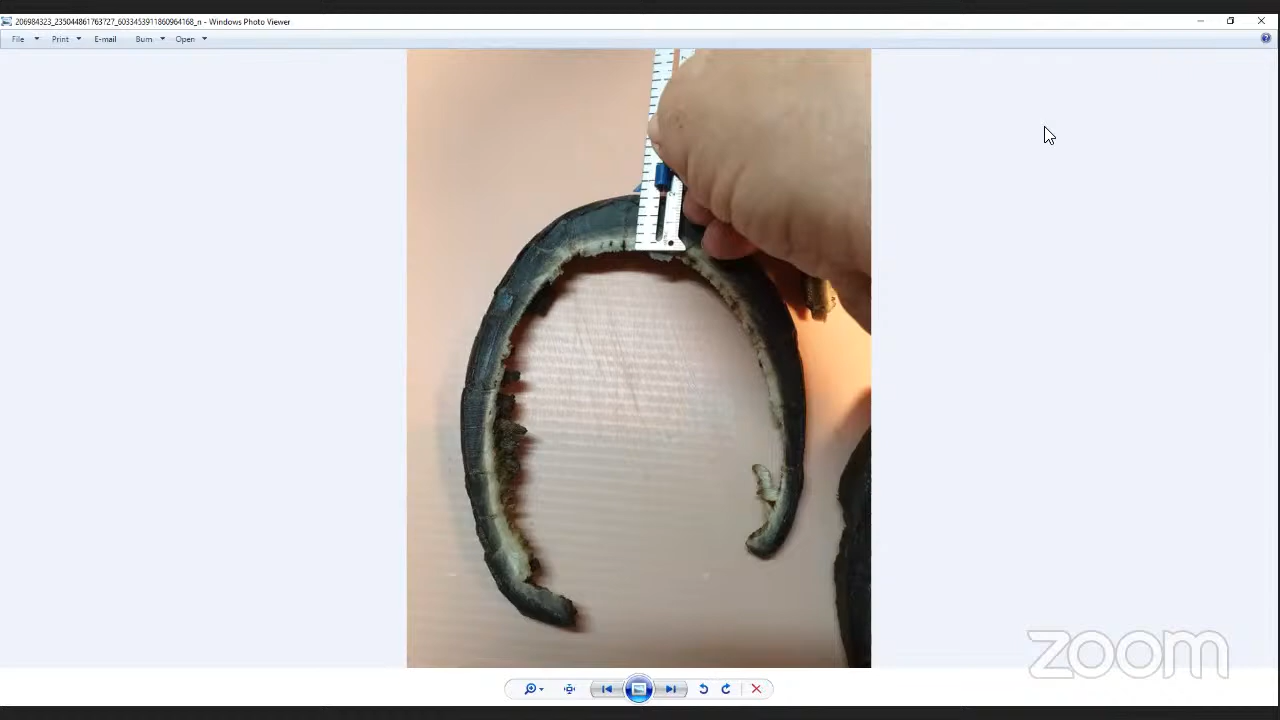 206984323_235044861763727_6033453911860964168_n - Windows Photo Viewer
File Print E-mail Burn Open
zoom